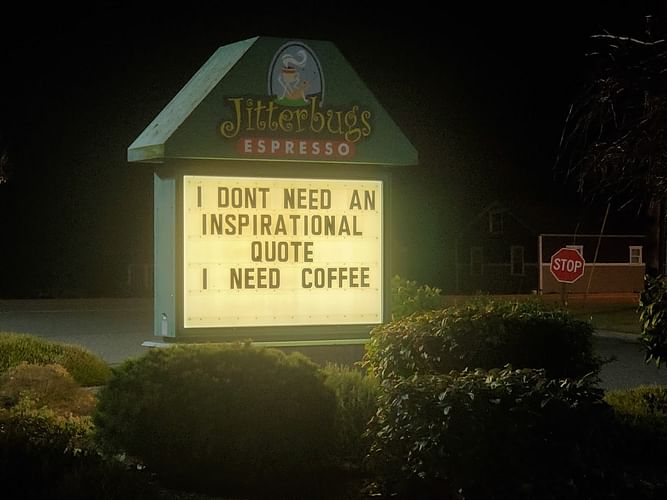 Jitterbugs
ESPRESSO
I DONT NEED AN
INSPIRATIONAL
QUOTE
I NEED COFFEE
STOP